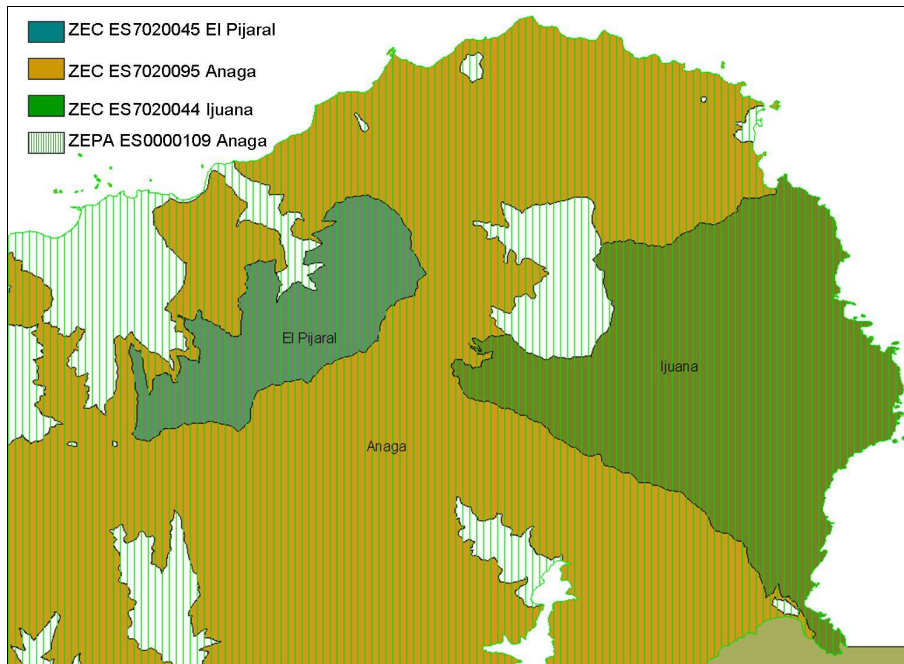 ZEC ES7020045 El Pijaral
ZEC ES7020095 Anaga
ZEC ES7020044 Ijuana
ZEPA ES0000109 Anaga
El Pijaral
Ijuana
Anaga